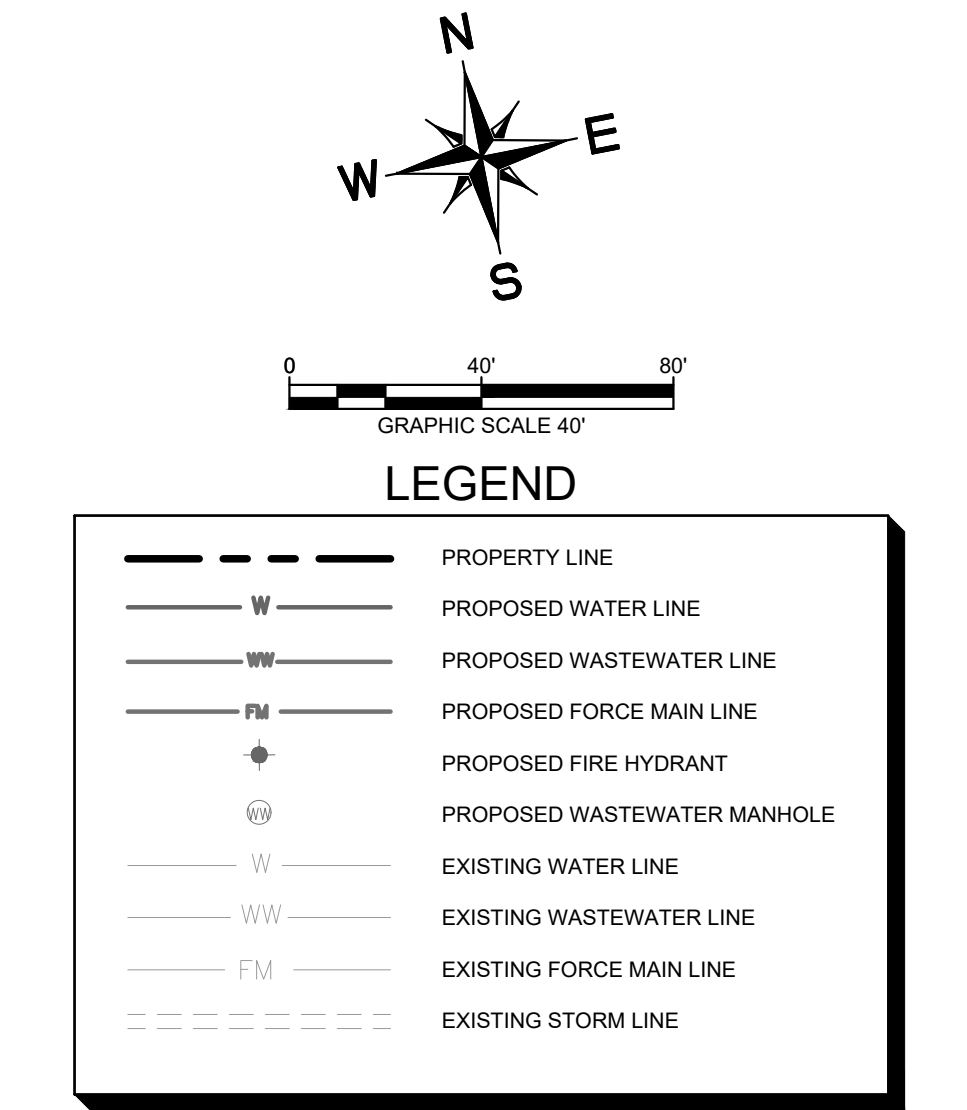 N
E
W
S
0 40' 80'
GRAPHIC SCALE 40'
LEGEND
PROPERTY LINE
W PROPOSED WATER LINE
WW PROPOSED WASTEWATER LINE
FM PROPOSED FORCE MAIN LINE
PROPOSED FIRE HYDRANT
WW PROPOSED WASTEWATER MANHOLE
W EXISTING WATER LINE
WW EXISTING WASTEWATER LINE
FM EXISTING FORCE MAIN LINE
EXISTING STORM LINE